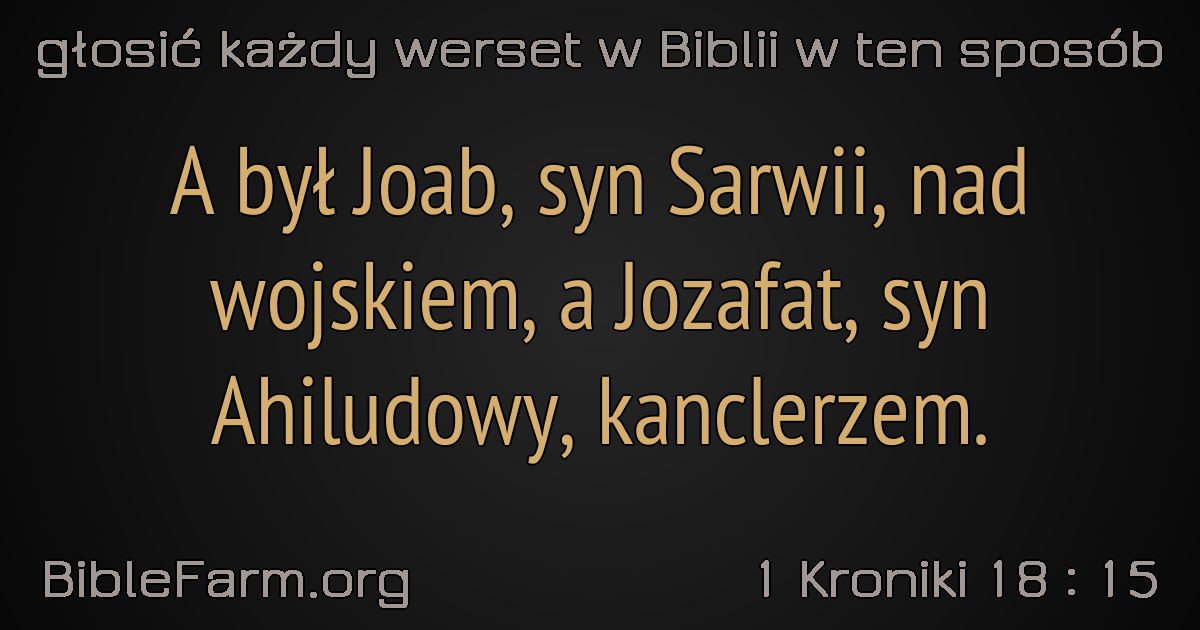 głosić każdy werset w Biblii w ten sposób
A był Joab, syn Sarwii, nad
wojskiem, a Jozafat, syn
Ahiludowy, kanclerzem.
BibleFarm.org
1 Kroniki 18 : 15